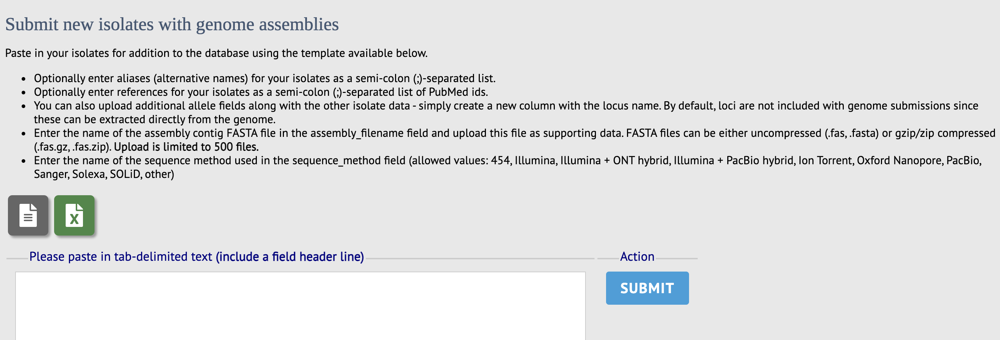 Submit new isolates with genome assemblies
Paste in your isolates for addition to the database using the template available below.
• Optionally enter aliases (alternative names) for your isolates as a semi-colon (;)-separated list.
• Optionally enter references for your isolates as a semi-colon (;)-separated list of PubMed ids.
• You can also upload additional allele fields along with the other isolate data - simply create a new column with the locus name. By default, loci are not included with genome submissions since
these can be extracted directly from the genome.
• Enter the name of the assembly contig FASTA file in the assembly_filename field and upload this file as supporting data. FASTA files can be either uncompressed (.fas, .fasta) or gzip/zip compressed
(.fas.gz, .fas.zip). Upload is limited to 500 files.
• Enter the name of the sequence method used in the sequence_method field (allowed values: 454, Illumina, Illumina + ONT hybrid, Illumina + PacBio hybrid, Ion Torrent, Oxford Nanopore, PacBio,
Sanger, Solexa, SOLiD, other)
X
Please paste in tab-delimited text (include a field header line)
Action
SUBMIT